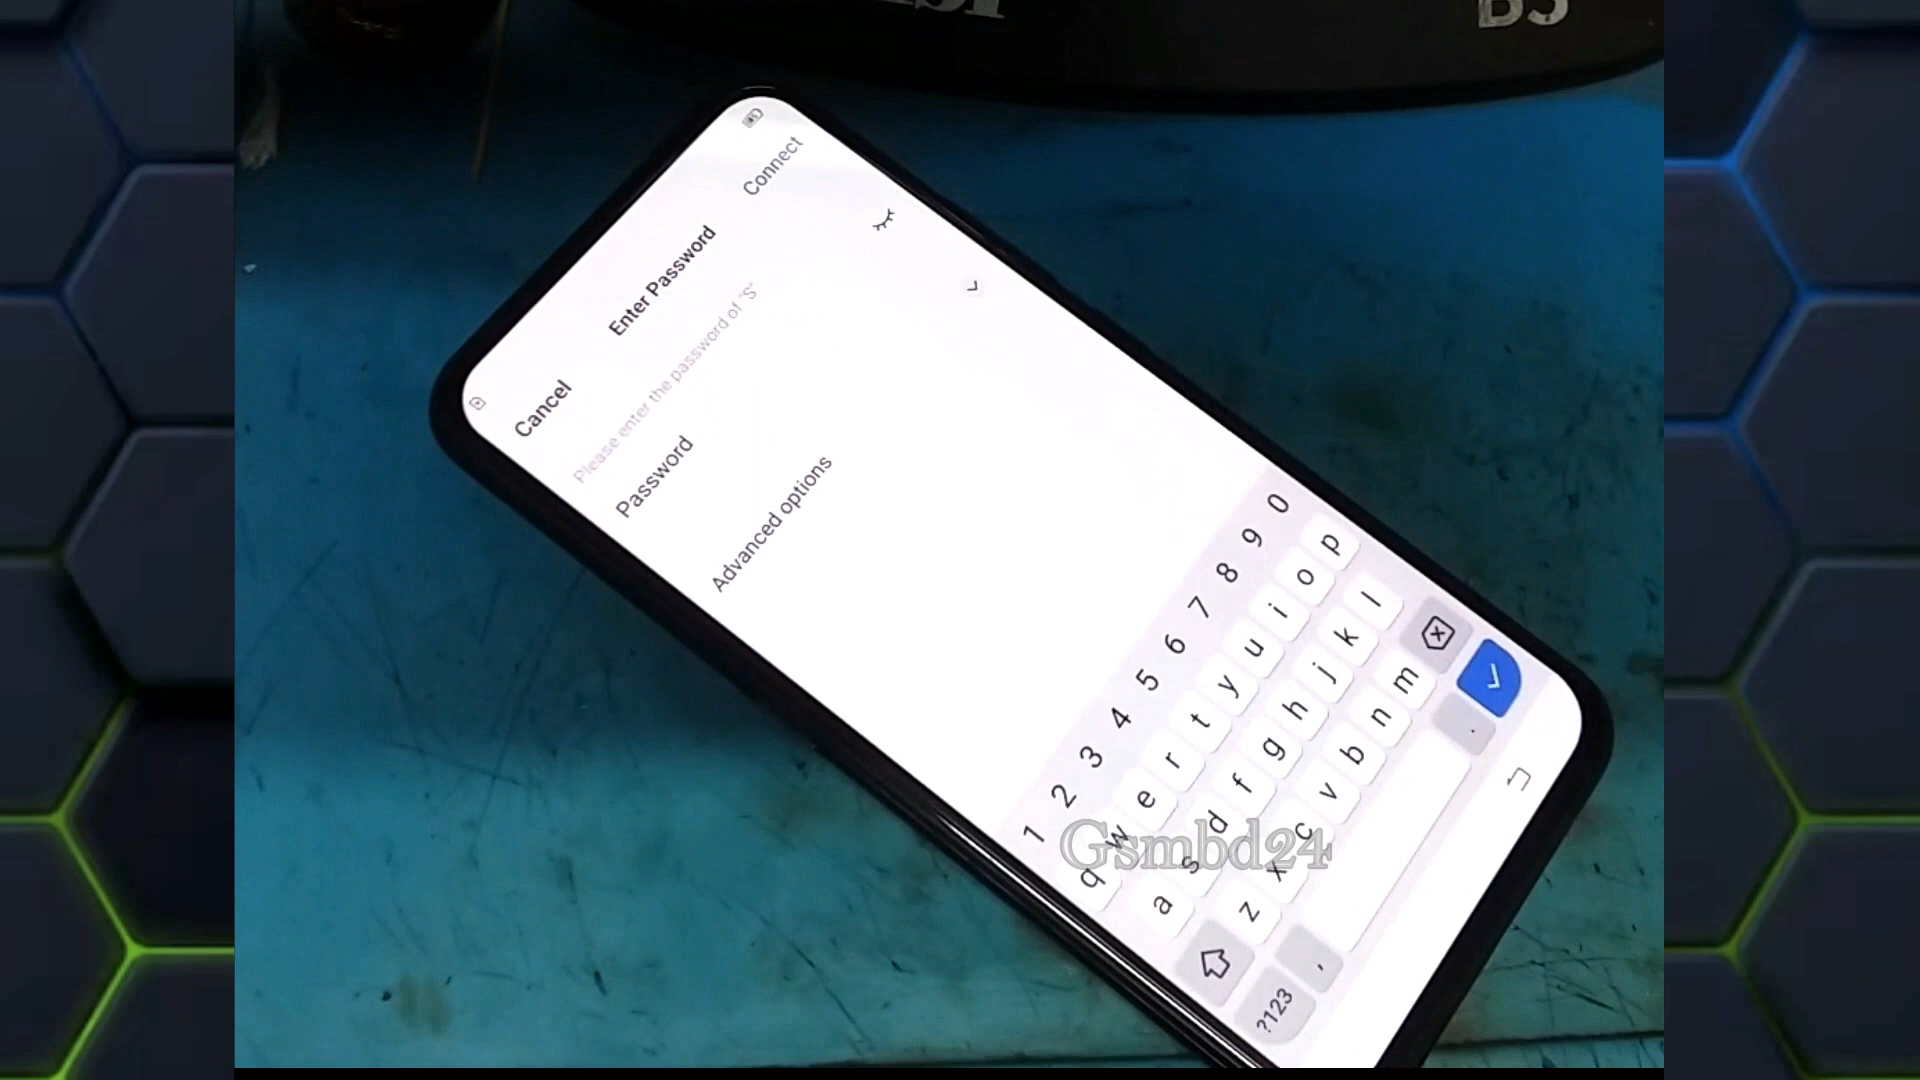 B3
Cancel
Enter Password
Connect
Please enter the password of "S"
Password
Advanced options
1 2 3 4 5 6 7 8 9 0
q w e r t y u i o p
a s d f g h j k l
z x c v b n m
?123 , .
Gsmbd24